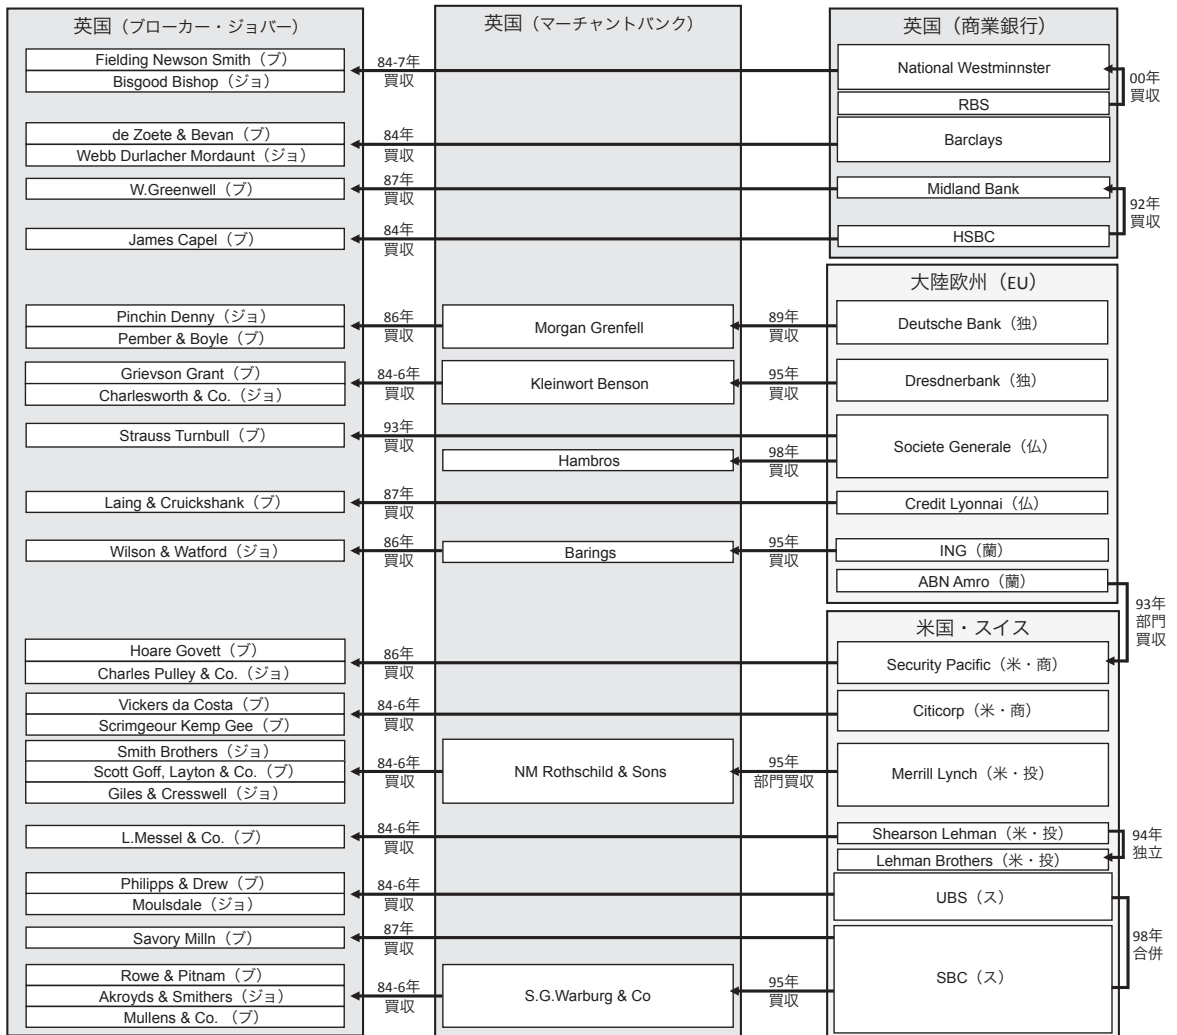 英国（ブローカー・ジョバー）
英国（マーチャントバンク）
英国（商業銀行）
Fielding Newson Smith（ブ）
Bisgood Bishop（ジョ）
84-7年
買収
National Westminnster
RBS
00年
買収
de Zoete & Bevan（ブ）
Webb Durlacher Mordaunt（ジョ）
84年
買収
Barclays
W.Greenwell（ブ）
87年
買収
Midland Bank
92年
買収
James Capel（ブ）
84年
買収
HSBC
大陸欧州（EU）
Pinchin Denny（ジョ）
Pember & Boyle（ブ）
86年
買収
Morgan Grenfell
89年
買収
Deutsche Bank（独）
Grievson Grant（ブ）
Charlesworth & Co.（ジョ）
84-6年
買収
Kleinwort Benson
95年
買収
Dresdnerbank（独）
Strauss Turnbull（ブ）
93年
買収
Hambros
98年
買収
Societe Generale（仏）
Laing & Cruickshank（ブ）
87年
買収
Credit Lyonnai（仏）
Wilson & Watford（ジョ）
86年
買収
Barings
95年
買収
ING（蘭）
ABN Amro（蘭）
93年
部門
買収
米国・スイス
Hoare Govett（ブ）
Charles Pulley & Co.（ジョ）
86年
買収
Security Pacific（米・商）
Vickers da Costa（ブ）
Scrimgeour Kemp Gee（ブ）
84-6年
買収
Citicorp（米・商）
Smith Brothers（ジョ）
Scott Goff, Layton & Co.（ブ）
Giles & Cresswell（ジョ）
84-6年
買収
NM Rothschild & Sons
95年
部門買収
Merrill Lynch（米・投）
L.Messel & Co.（ブ）
84-6年
買収
Shearson Lehman（米・投）
Lehman Brothers（米・投）
94年
独立
Philipps & Drew（ブ）
Moulsdale（ジョ）
84-6年
買収
UBS（ス）
Savory Milln（ブ）
87年
買収
98年
合併
Rowe & Pitnam（ブ）
Akroyds & Smithers（ジョ）
Mullens & Co.（ブ）
84-6年
買収
S.G.Warburg & Co
95年
買収
SBC（ス）